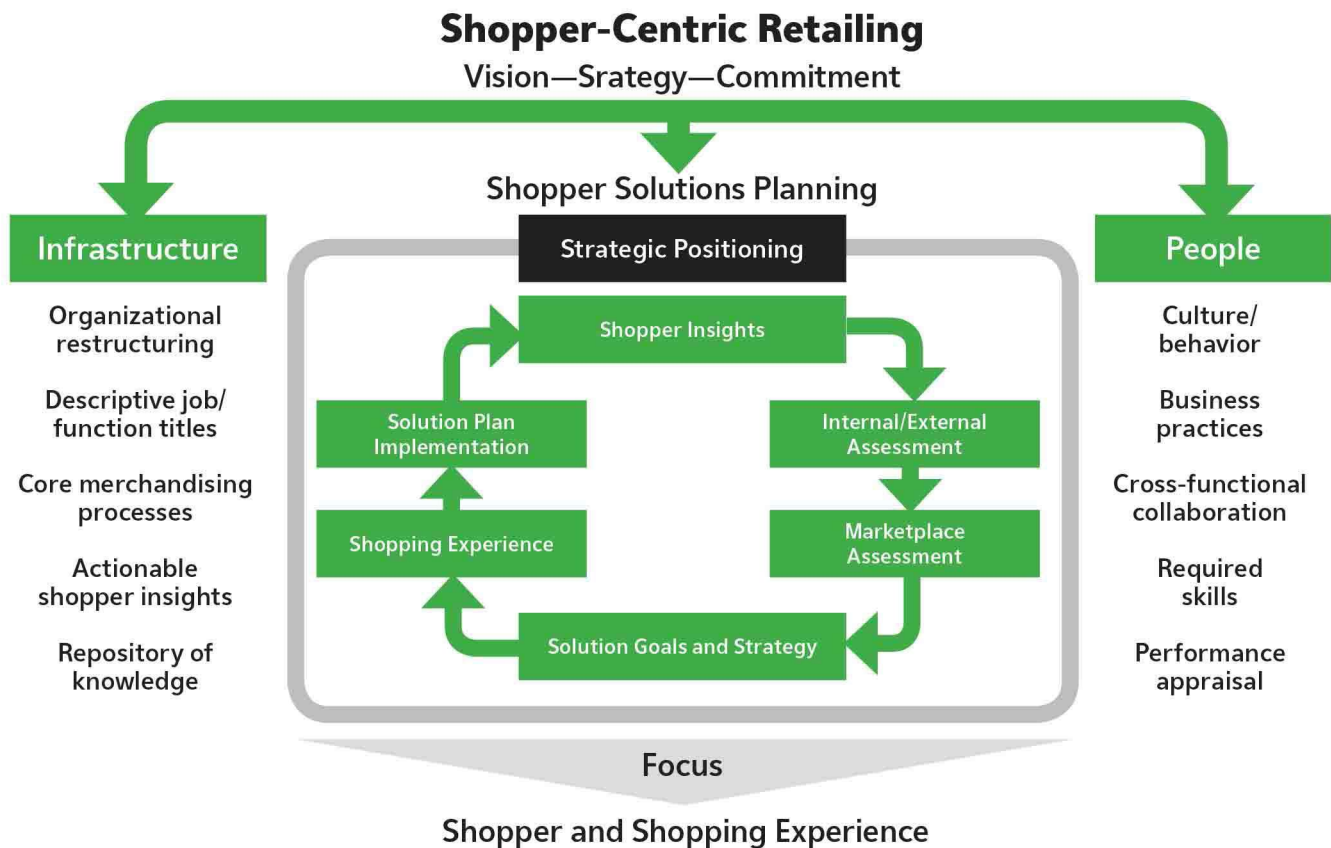 Shopper-Centric Retailing
Vision—Srategy—Commitment
Shopper Solutions Planning
Infrastructure
Organizational
restructuring
Descriptive job/
function titles
Core merchandising
processes
Actionable
shopper insights
Repository of
knowledge
Strategic Positioning
Shopper Insights
Internal/External
Assessment
Marketplace
Assessment
Solution Goals and Strategy
Shopping Experience
Solution Plan
Implementation
People
Culture/
behavior
Business
practices
Cross-functional
collaboration
Required
skills
Performance
appraisal
Focus
Shopper and Shopping Experience